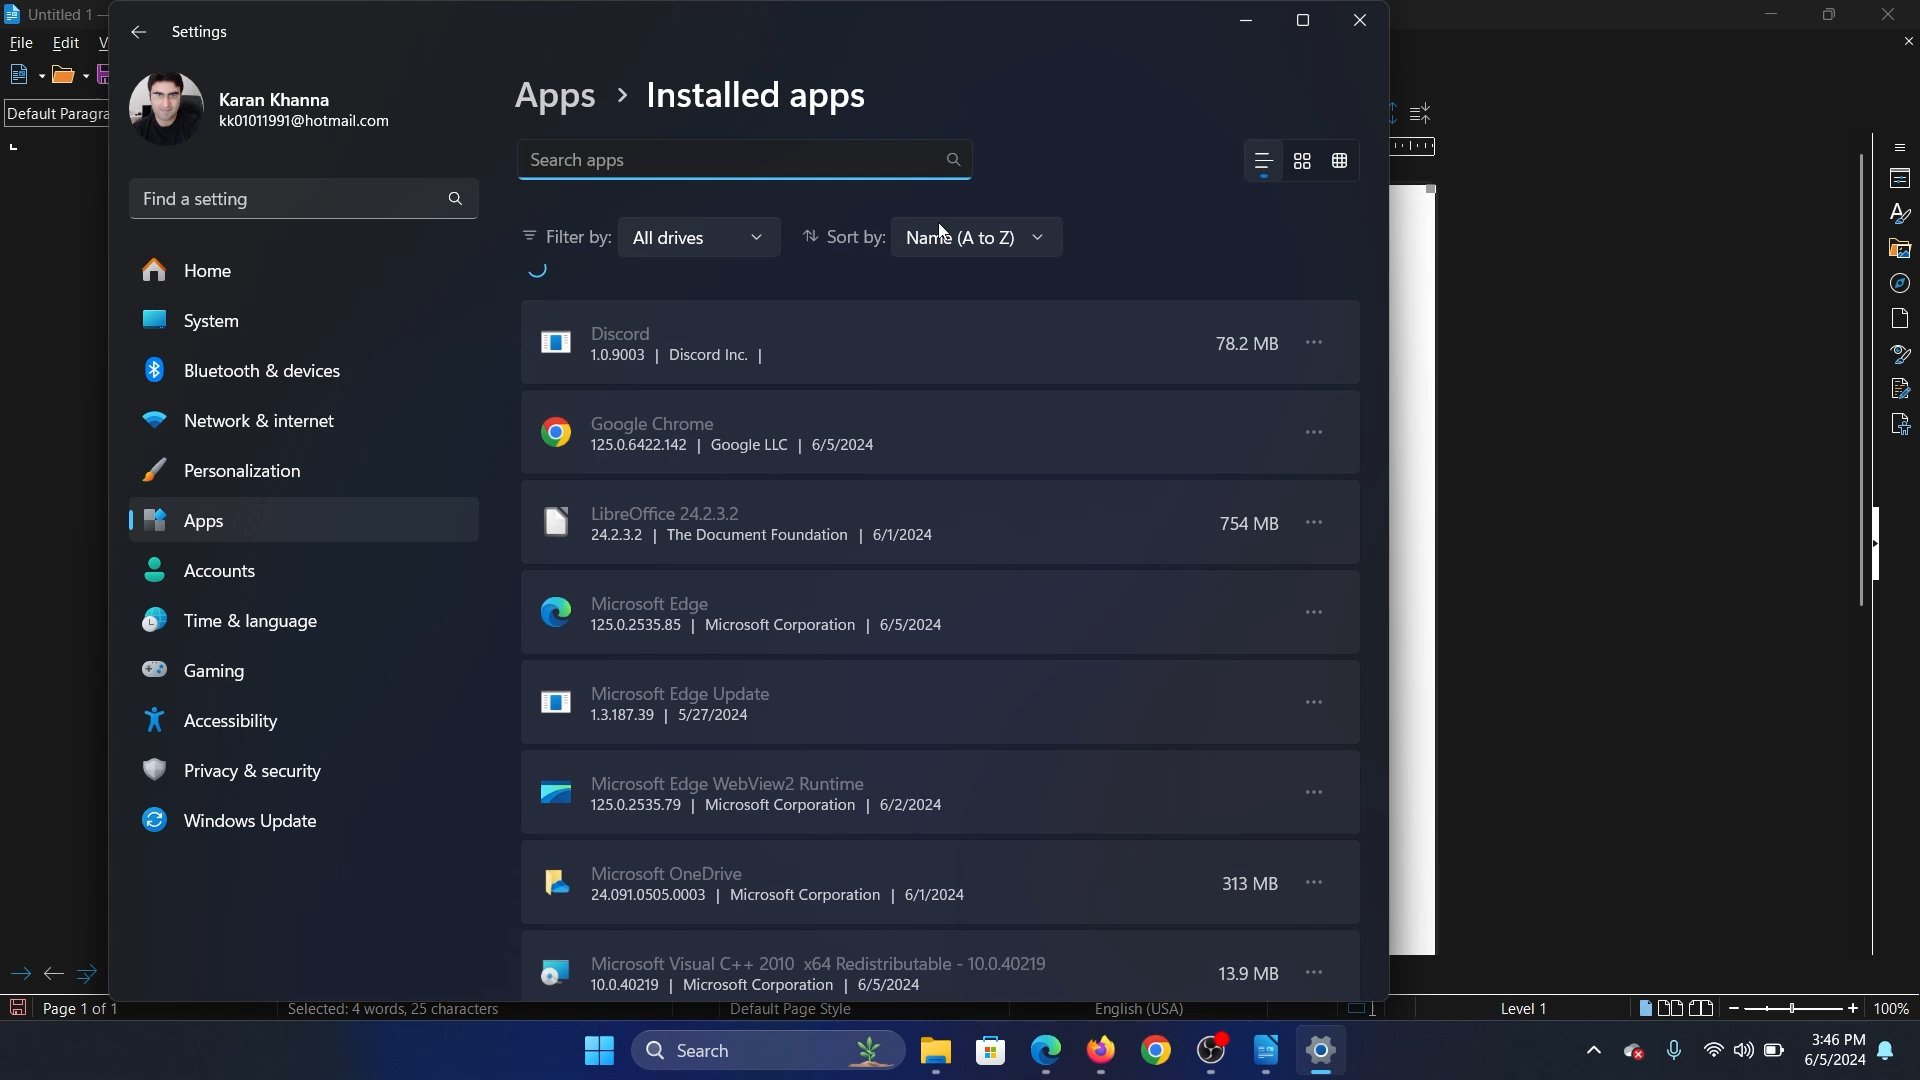 Untitled 1 —
Settings
File Edit V
Karan Khanna
kk01011991@hotmail.com
Apps > Installed apps
Default Paragra
Search apps
Find a setting
Filter by: All drives
Sort by: Name (A to Z)
Home
System
Bluetooth & devices
Network & internet
Personalization
Apps
Accounts
Time & language
Gaming
Accessibility
Privacy & security
Windows Update
Discord
1.0.9003 | Discord Inc. |
78.2 MB
Google Chrome
125.0.6422.142 | Google LLC | 6/5/2024
LibreOffice 24.2.3.2
24.2.3.2 | The Document Foundation | 6/1/2024
754 MB
Microsoft Edge
125.0.2535.85 | Microsoft Corporation | 6/5/2024
Microsoft Edge Update
1.3.187.39 | 5/27/2024
Microsoft Edge WebView2 Runtime
125.0.2535.79 | Microsoft Corporation | 6/2/2024
Microsoft OneDrive
24.091.0505.0003 | Microsoft Corporation | 6/1/2024
313 MB
Microsoft Visual C++ 2010 x64 Redistributable - 10.0.40219
10.0.40219 | Microsoft Corporation | 6/5/2024
13.9 MB
Page 1 of 1
Selected: 4 words, 25 characters
Default Page Style
English (USA)
Level 1
100%
Search
3:46 PM
6/5/2024